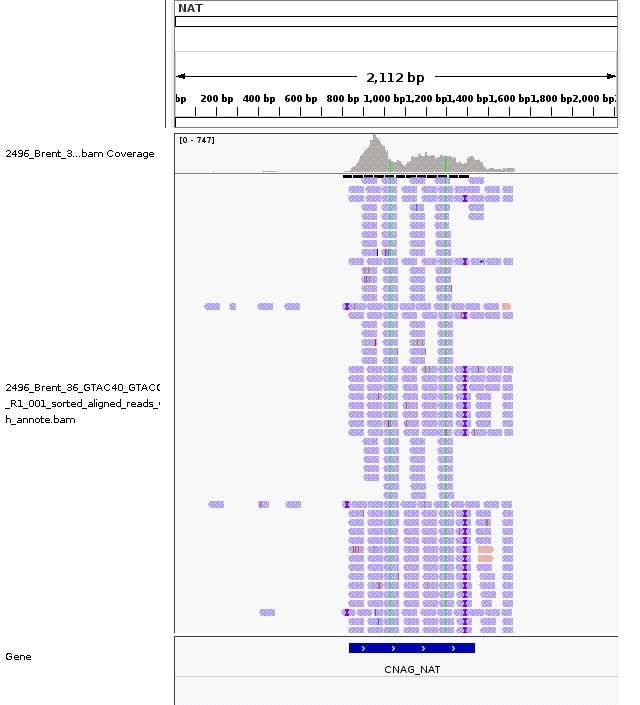 NAT
2,112 bp
bp 200 bp 400 bp 600 bp 800 bp 1,000 bp 1,200 bp 1,400 bp 1,600 bp 1,800 bp 2,000 bp
[0 - 747]
2496_Brent_3...bam Coverage
2496_Brent_36_GTAC40_GTAC
_R1_001_sorted_aligned_reads_
h_annote.bam
Gene
CNAG_NAT